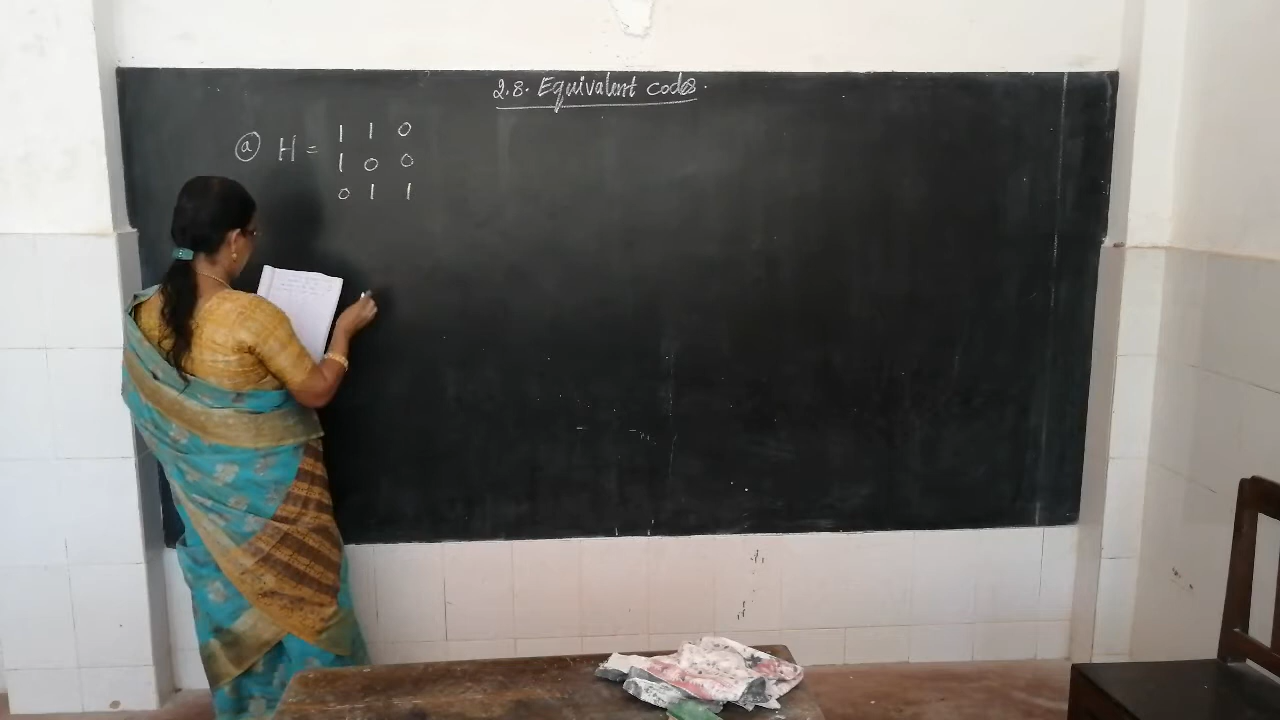 2.8. Equivalent codes.
(a) H = 1 1 0
1 0 0
0 1 1